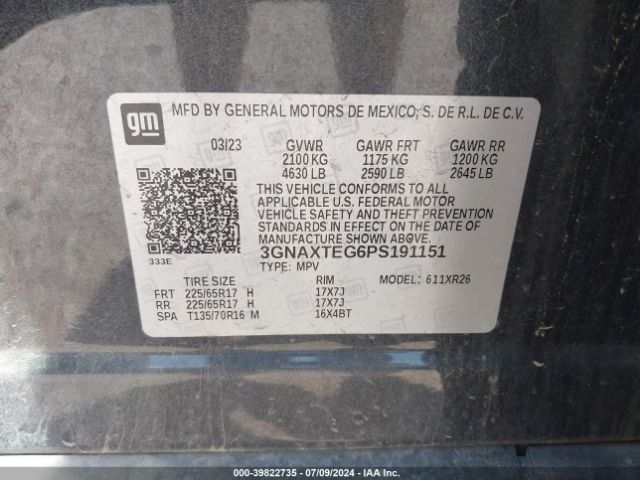 gm
MFD BY GENERAL MOTORS DE MEXICO, S. DE R.L. DE C.V.
03/23 GVWR GAWR FRT GAWR RR
2100 KG 1175 KG 1200 KG
4630 LB 2590 LB 2645 LB
THIS VEHICLE CONFORMS TO ALL
APPLICABLE U.S. FEDERAL MOTOR
VEHICLE SAFETY AND THEFT PREVENTION
STANDARDS IN EFFECT ON THE DATE OF
MANUFACTURE SHOWN ABOVE.
333E 3GNAXTEG6PS191151
TYPE: MPV
TIRE SIZE RIM MODEL: 611XR26
FRT 225/65R17 H 17X7J
RR 225/65R17 H 17X7J
SPA T135/70R16 M 16X4BT
000-39822735 - 07/09/2024 - IAA Inc.